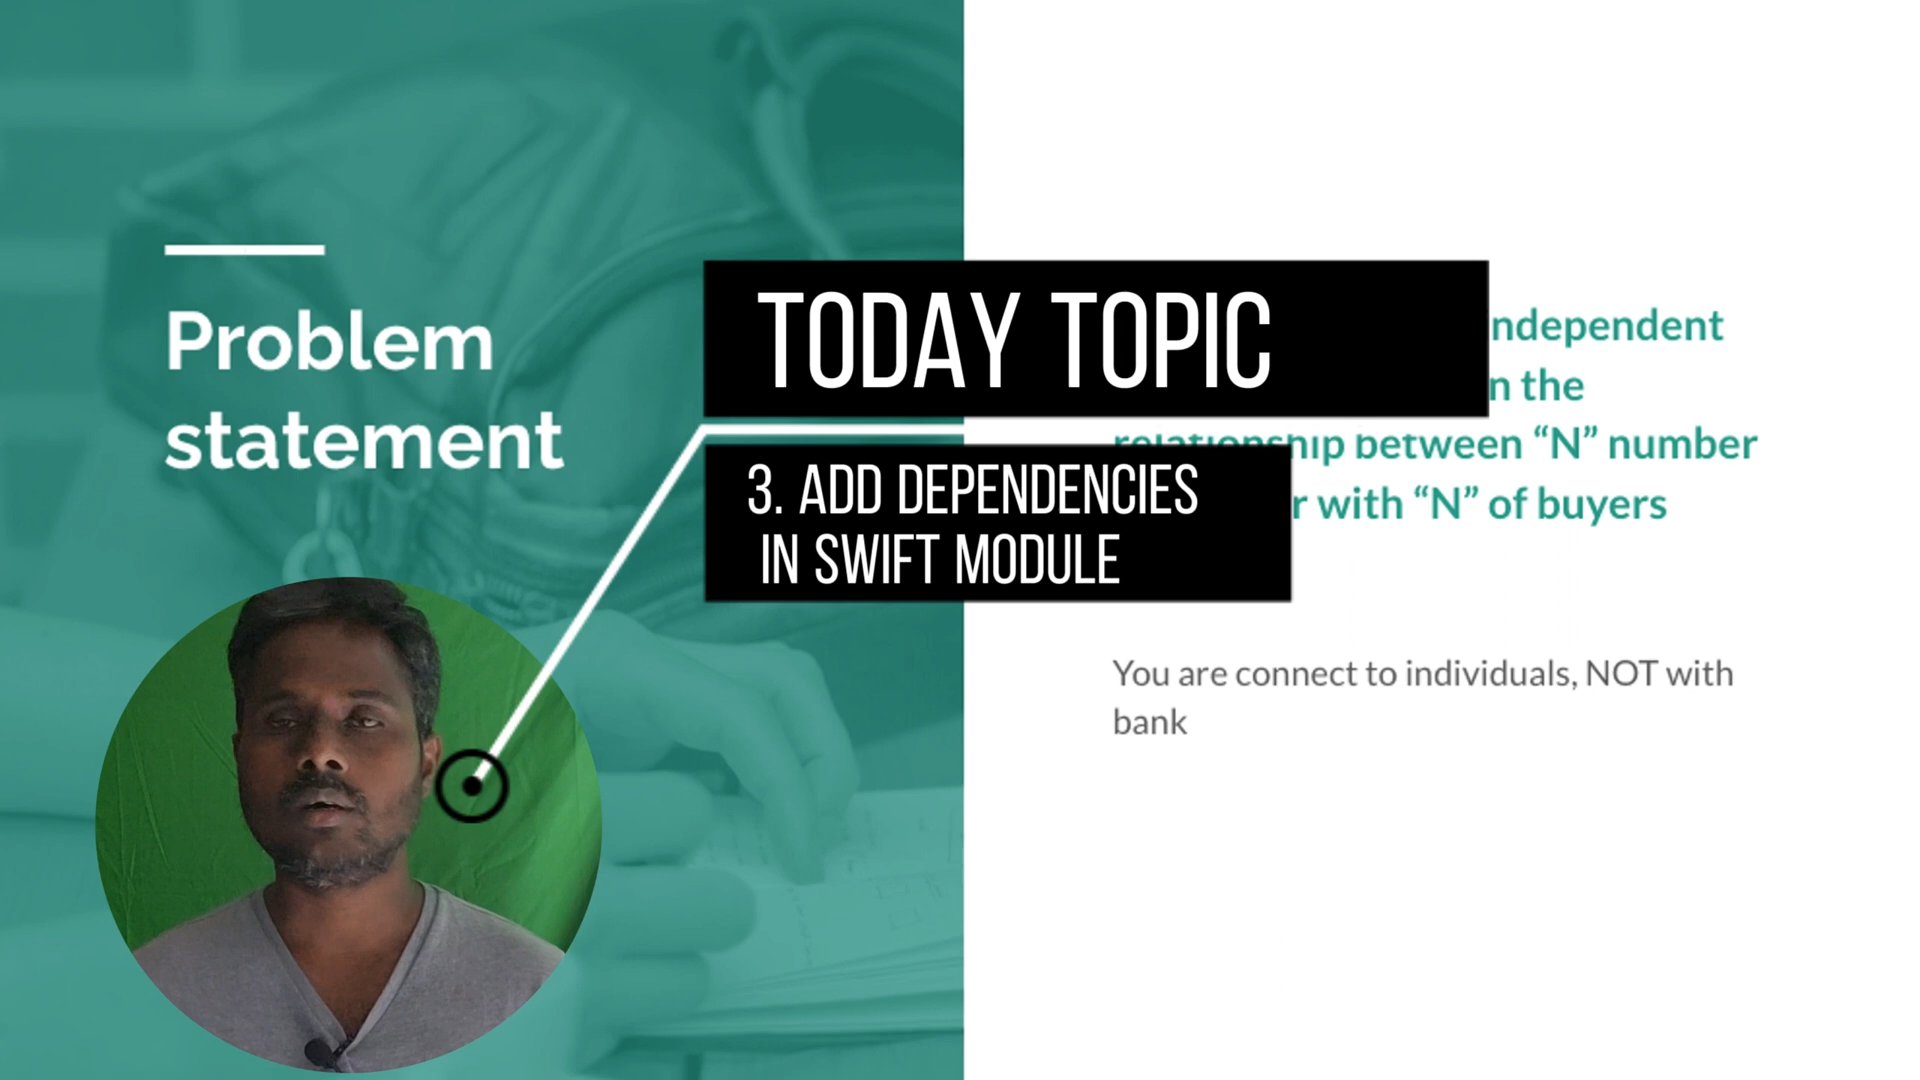 Problem
statement
TODAY TOPIC
3. ADD DEPENDENCIES
IN SWIFT MODULE
ndependent
n the
relationship between “N” number
r with “N” of buyers
You are connect to individuals, NOT with
bank